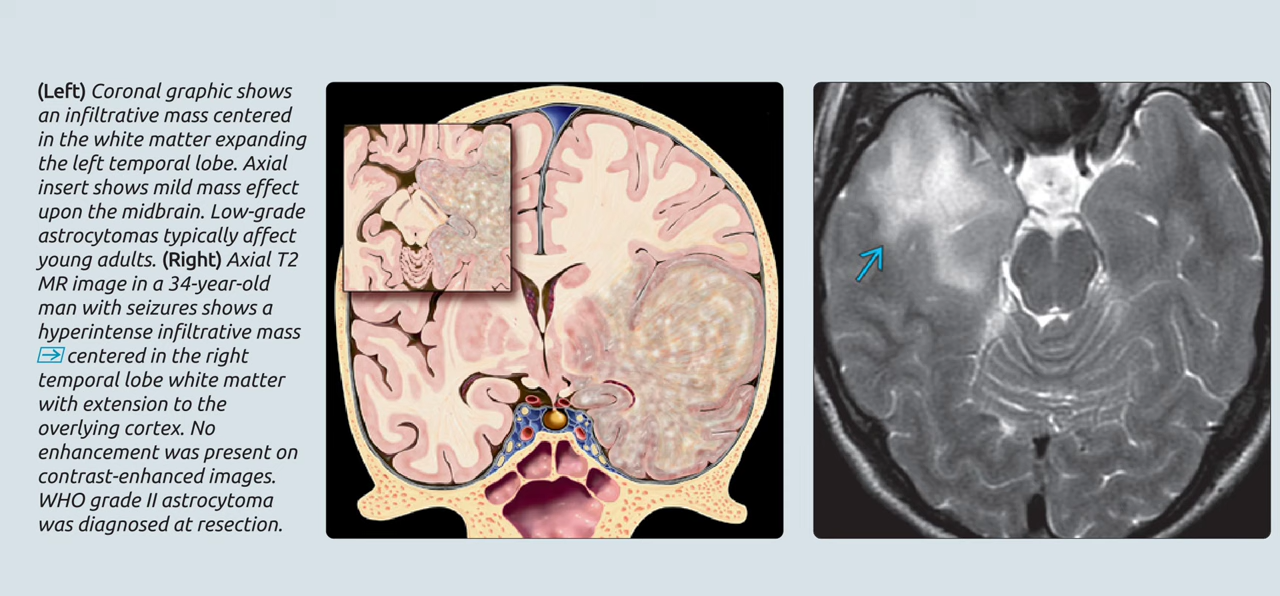 (Left) Coronal graphic shows
an infiltrative mass centered
in the white matter expanding
the left temporal lobe. Axial
insert shows mild mass effect
upon the midbrain. Low-grade
astrocytomas typically affect
young adults. (Right) Axial T2
MR image in a 34-year-old
man with seizures shows a
hyperintense infiltrative mass
centered in the right
temporal lobe white matter
with extension to the
overlying cortex. No
enhancement was present on
contrast-enhanced images.
WHO grade II astrocytoma
was diagnosed at resection.